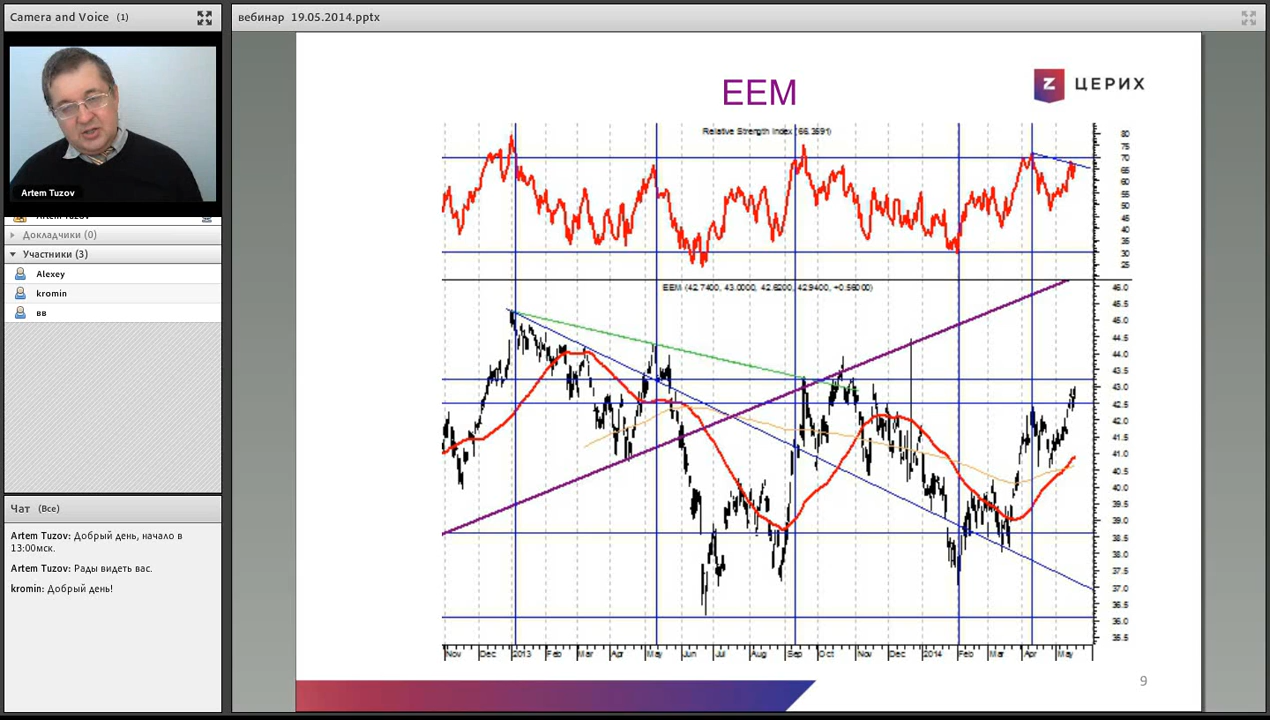 Camera and Voice (1)
Artem Tuzov
Artem Tuzov
Докладчики (0)
Участники (3)
Alexey
kromin
вв
Чат (Все)
Artem Tuzov: Добрый день, начало в
13:00мск.
Artem Tuzov: Рады видеть вас.
kromin: Добрый день!
вебинар 19.05.2014.pptx
EEM
Z ЦЕРИХ
Relative Strength Index (66.3591)
80
70
65
60
55
50
45
40
35
30
25
EEM (42.7400, 43.0000, 42.6200, 42.9400, +0.56000)
46.0
45.5
45.0
44.5
44.0
43.5
43.0
42.5
42.0
41.5
41.0
40.5
40.0
39.5
39.0
38.5
38.0
37.5
37.0
36.5
36.0
Nov Dec 2013 Feb Mar Apr May Jun Jul Aug Sep Oct Nov Dec 2014 Feb Mar Apr May
9